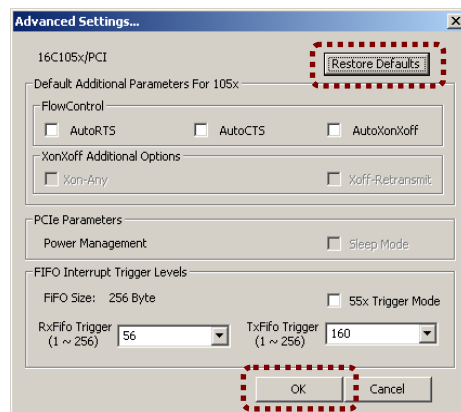 Advanced Settings...
16C105x/PCI
Restore Defaults
Default Additional Parameters For 105x
FlowControl
AutoRTS AutoCTS AutoXonXoff
XonXoff Additional Options
Xon-Any Xoff-Retransmit
PCIe Parameters
Power Management Sleep Mode
FIFO Interrupt Trigger Levels
FiFO Size: 256 Byte 55x Trigger Mode
RxFifo Trigger (1 ~ 256) 56 TxFifo Trigger (1 ~ 256) 160
OK Cancel